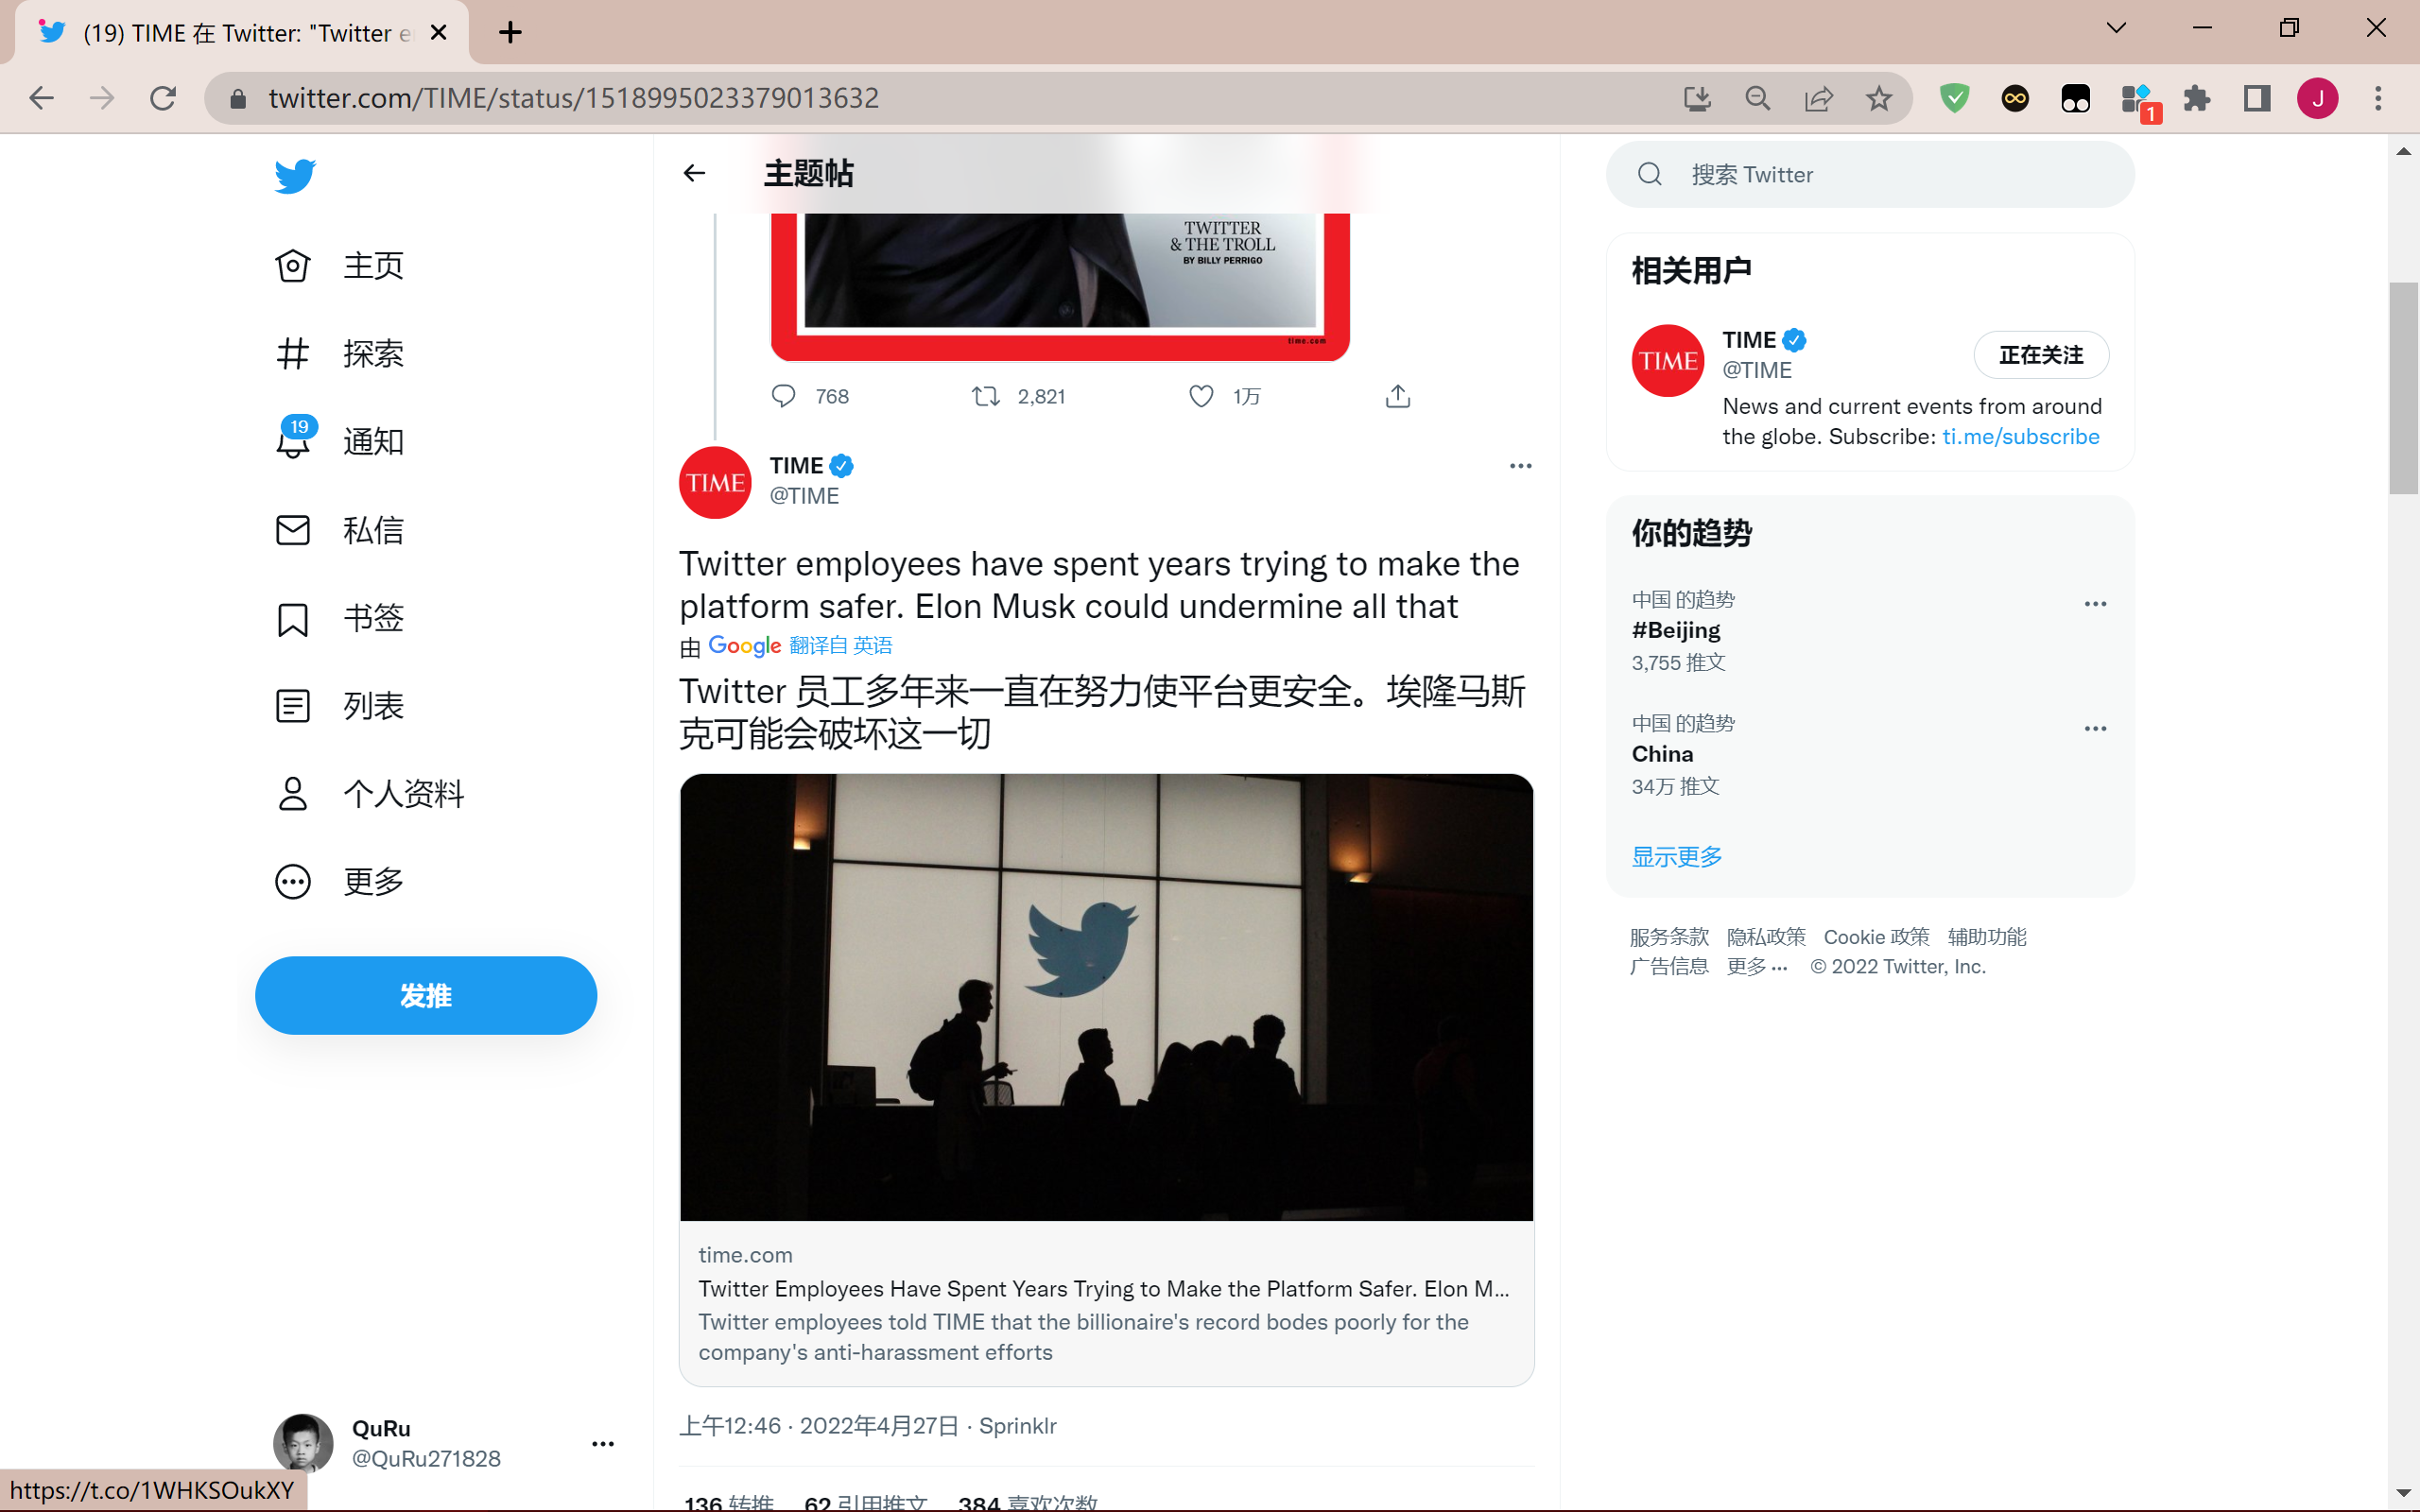 (19) TIME 在 Twitter: "Twitter e
twitter.com/TIME/status/1518995023379013632
1
J
主页
探索
19
通知
私信
书签
列表
个人资料
更多
发推
QuRu
@QuRu271828
https://t.co/1WHKSOukXY
主题帖
TWITTER
& THE TROLL
BY BILLY PERRIGO
time.com
768
2,821
1万
TIME
TIME
@TIME
Twitter employees have spent years trying to make the
platform safer. Elon Musk could undermine all that
由 Google 翻译自 英语
Twitter 员工多年来一直在努力使平台更安全。埃隆马斯
克可能会破坏这一切
time.com
Twitter Employees Have Spent Years Trying to Make the Platform Safer. Elon M...
Twitter employees told TIME that the billionaire's record bodes poorly for the
company's anti-harassment efforts
上午12:46 · 2022年4月27日 · Sprinklr
136 转推 62 引用推文 384 喜欢次数
搜索 Twitter
相关用户
TIME
TIME
@TIME
正在关注
News and current events from around
the globe. Subscribe: ti.me/subscribe
你的趋势
中国 的趋势
#Beijing
3,755 推文
中国 的趋势
China
34万 推文
显示更多
服务条款 隐私政策 Cookie 政策 辅助功能
广告信息 更多 ··· © 2022 Twitter, Inc.